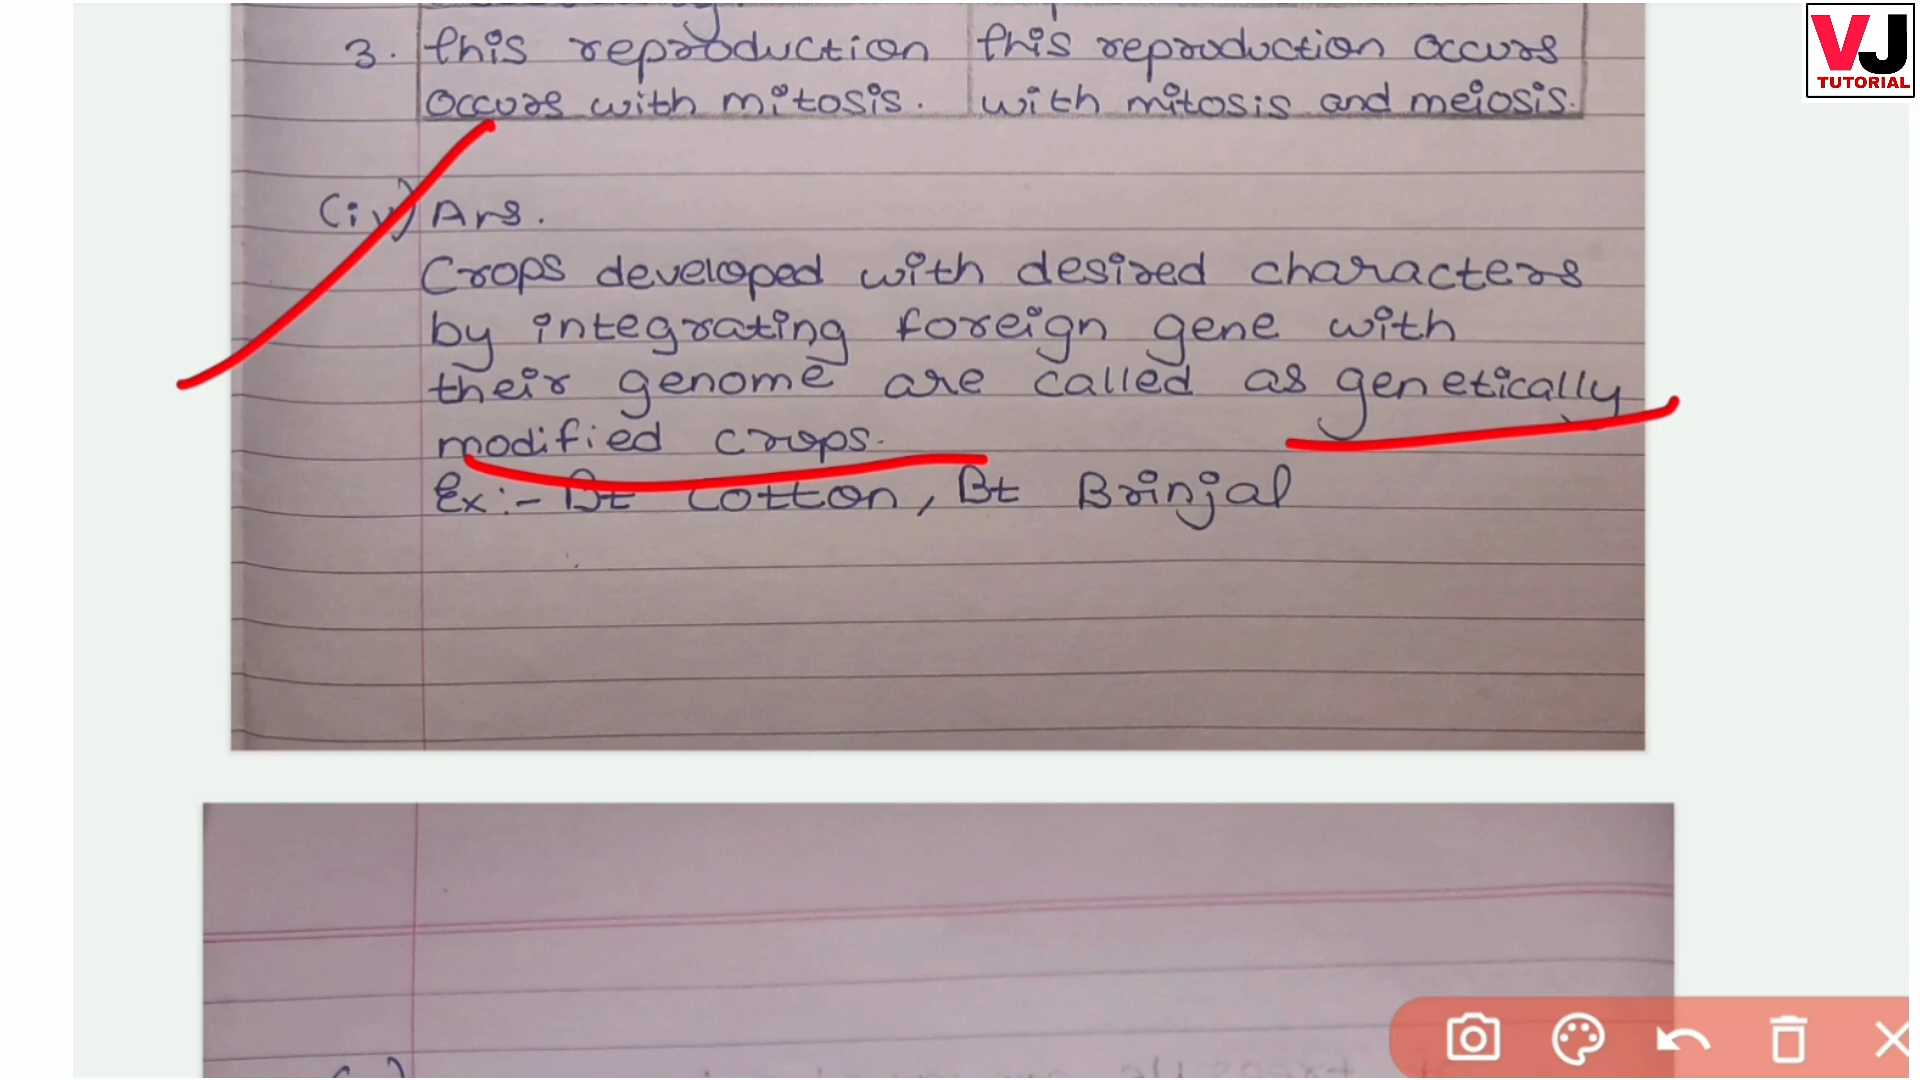 3. this reproduction occurs with mitosis.
this reproduction occurs with mitosis and meiosis.
(iv) Ans.
Crops developed with desired characters
by integrating foreign gene with
their genome are called as genetically
modified crops.
Ex:- Bt Cotton, Bt Brinjal
VJ
TUTORIAL